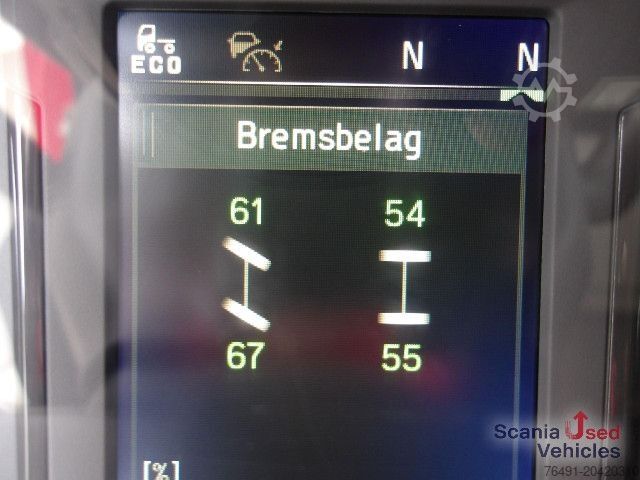 ECO N N
Bremsbelag
61 54
67 55
[%]
Scania Used
Vehicles